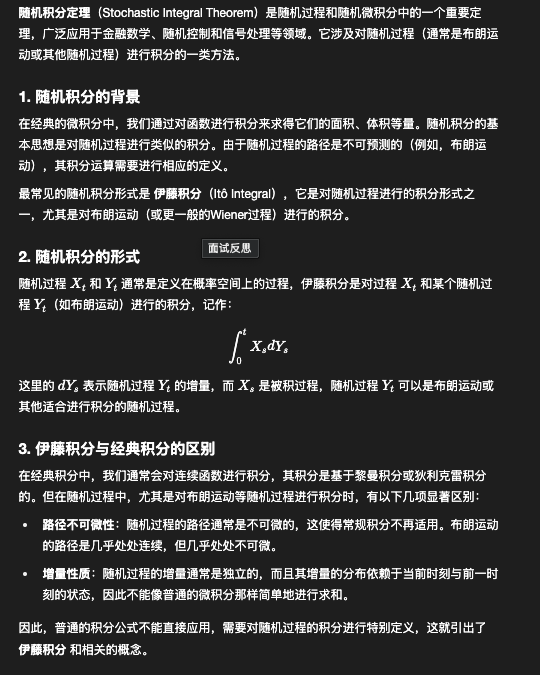 随机积分定理（Stochastic Integral Theorem）是随机过程和随机微积分中的一个重要定
理，广泛应用于金融数学、随机控制和信号处理等领域。它涉及对随机过程（通常是布朗运
动或其他随机过程）进行积分的一类方法。
1. 随机积分的背景
在经典的微积分中，我们通过对函数进行积分来求得它们的面积、体积等量。随机积分的基
本思想是对随机过程进行类似的积分。由于随机过程的路径是不可预测的（例如，布朗运
动），其积分运算需要进行相应的定义。
最常见的随机积分形式是 伊藤积分（Itô Integral），它是对随机过程进行的积分形式之
一，尤其是对布朗运动（或更一般的Wiener过程）进行的积分。
面试反思
2. 随机积分的形式
随机过程 X_t 和 Y_t 通常是定义在概率空间上的过程，伊藤积分是对过程 X_t 和某个随机过
程 Y_t（如布朗运动）进行的积分，记作：
∫_0^t X_s dY_s
这里的 dY_s 表示随机过程 Y_t 的增量，而 X_s 是被积过程，随机过程 Y_t 可以是布朗运动或
其他适合进行积分的随机过程。
3. 伊藤积分与经典积分的区别
在经典积分中，我们通常会对连续函数进行积分，其积分是基于黎曼积分或狄利克雷积分
的。但在随机过程中，尤其是对布朗运动等随机过程进行积分时，有以下几项显著区别：
• 路径不可微性：随机过程的路径通常是不可微的，这使得常规积分不再适用。布朗运动
的路径是几乎处处连续，但几乎处处不可微。
• 增量性质：随机过程的增量通常是独立的，而且其增量的分布依赖于当前时刻与前一时
刻的状态，因此不能像普通的微积分那样简单地进行求和。
因此，普通的积分公式不能直接应用，需要对随机过程的积分进行特别定义，这就引出了
伊藤积分 和相关的概念。